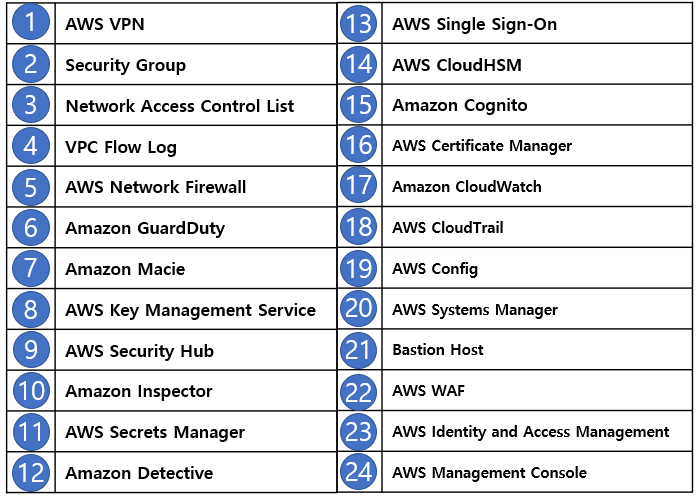 1 AWS VPN
2 Security Group
3 Network Access Control List
4 VPC Flow Log
5 AWS Network Firewall
6 Amazon GuardDuty
7 Amazon Macie
8 AWS Key Management Service
9 AWS Security Hub
10 Amazon Inspector
11 AWS Secrets Manager
12 Amazon Detective
13 AWS Single Sign-On
14 AWS CloudHSM
15 Amazon Cognito
16 AWS Certificate Manager
17 Amazon CloudWatch
18 AWS CloudTrail
19 AWS Config
20 AWS Systems Manager
21 Bastion Host
22 AWS WAF
23 AWS Identity and Access Management
24 AWS Management Console